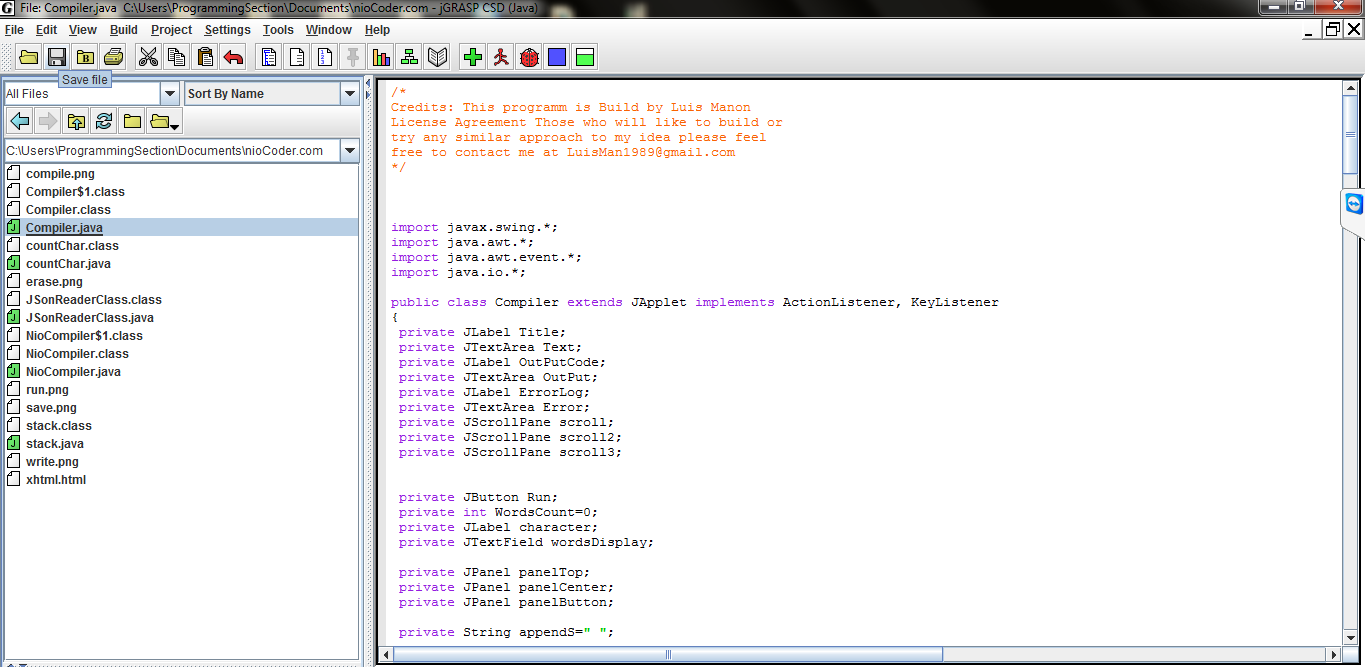 File: Compiler.java C:\Users\ProgrammingSection\Documents\nioCoder.com - jGRASP CSD (Java)
File Edit View Build Project Settings Tools Window Help
Save file
All Files
Sort By Name
C:\Users\ProgrammingSection\Documents\nioCoder.com
compile.png
Compiler$1.class
Compiler.class
Compiler.java
countChar.class
countChar.java
erase.png
JSonReaderClass.class
JSonReaderClass.java
NioCompiler$1.class
NioCompiler.class
NioCompiler.java
run.png
save.png
stack.class
stack.java
write.png
xhtml.html
/*
Credits: This programm is Build by Luis Manon
License Agreement Those who will like to build or
try any similar approach to my idea please feel
free to contact me at LuisMan1989@gmail.com
*/
import javax.swing.*;
import java.awt.*;
import java.awt.event.*;
import java.io.*;
public class Compiler extends JApplet implements ActionListener, KeyListener
{
private JLabel Title;
private JTextArea Text;
private JLabel OutPutCode;
private JTextArea OutPut;
private JLabel ErrorLog;
private JTextArea Error;
private JScrollPane scroll;
private JScrollPane scroll2;
private JScrollPane scroll3;
private JButton Run;
private int WordsCount=0;
private JLabel character;
private JTextField wordsDisplay;
private JPanel panelTop;
private JPanel panelCenter;
private JPanel panelButton;
private String appendS=" ";